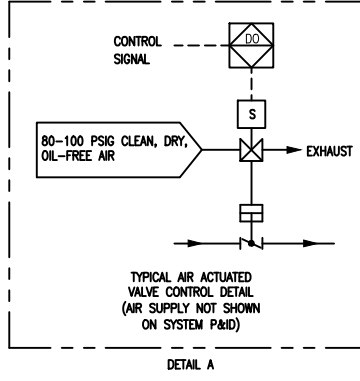 DO
CONTROL
SIGNAL
S
80-100 PSIG CLEAN, DRY,
OIL-FREE AIR
EXHAUST
TYPICAL AIR ACTUATED
VALVE CONTROL DETAIL
(AIR SUPPLY NOT SHOWN
ON SYSTEM P&ID)
DETAIL A